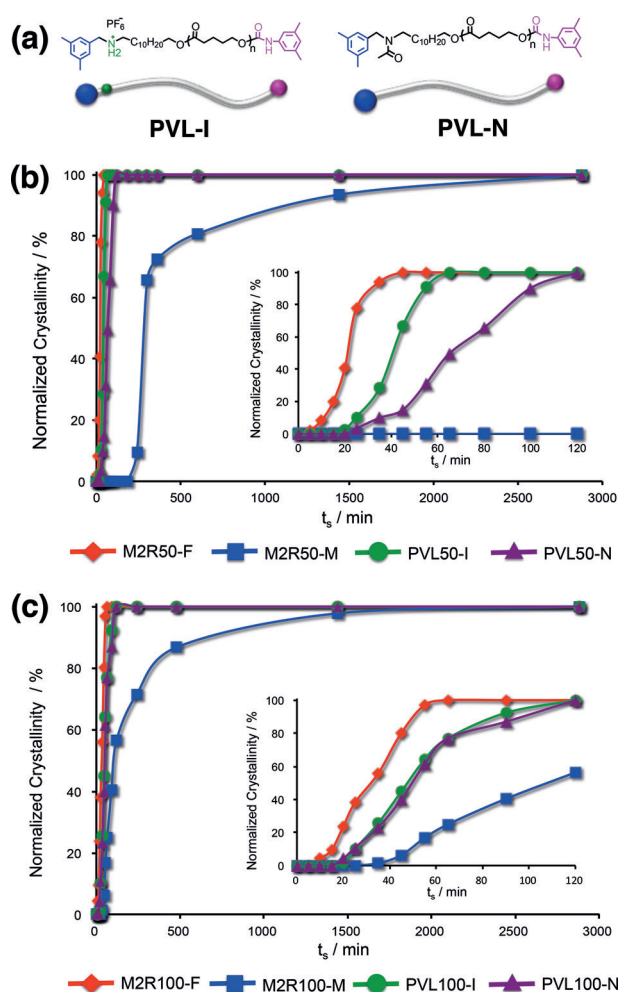 (a)
PF6-
N
H2
C10H20
O
O
O
n
O
N
H
N
O
C10H20
O
O
O
n
O
N
H
PVL-I
PVL-N
(b)
Normalized Crystallinity / %
100
80
60
40
20
0
0
500
1000
1500
2000
2500
3000
ts / min
Normalized Crystallinity / %
100
80
60
40
20
0
0
20
40
60
80
100
120
ts / min
M2R50-F M2R50-M PVL50-I PVL50-N
(c)
Normalized Crystallinity / %
100
80
60
40
20
0
0
500
1000
1500
2000
2500
3000
ts / min
Normalized Crystallinity / %
100
80
60
40
20
0
0
20
40
60
80
100
120
ts / min
M2R100-F M2R100-M PVL100-I PVL100-N